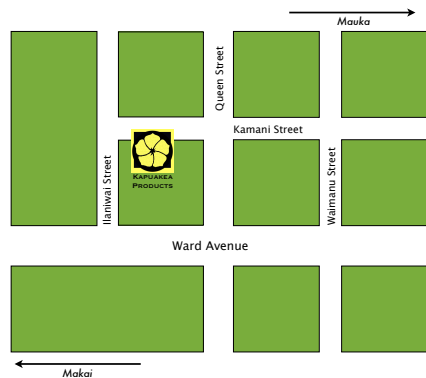 Mauka
Queen Street
Kamani Street
Ilaniwai Street
Kapuakea
Products
Waimanu Street
Ward Avenue
Makai